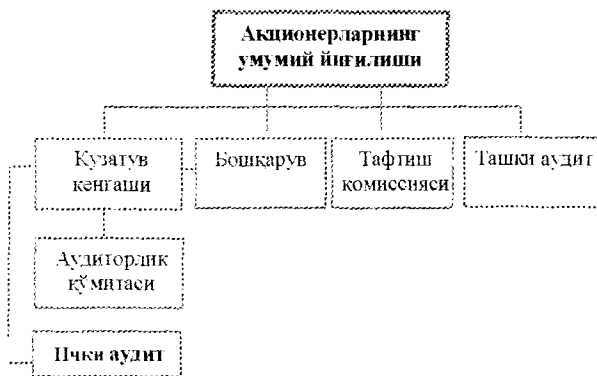 Акционерларнинг
умумий йиғилиши
Кузатув
кенгаши
Бошқарув
Тафтиш
комиссияси
Ташқи аудит
Аудиторлик
қўмитаси
Ички аудит